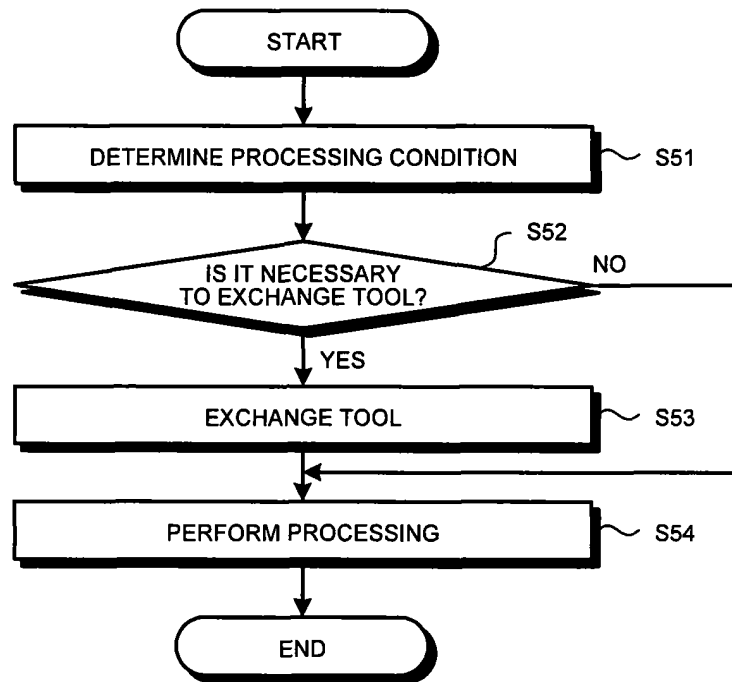 START
DETERMINE PROCESSING CONDITION
S51
S52
IS IT NECESSARY
TO EXCHANGE TOOL?
NO
YES
EXCHANGE TOOL
S53
PERFORM PROCESSING
S54
END